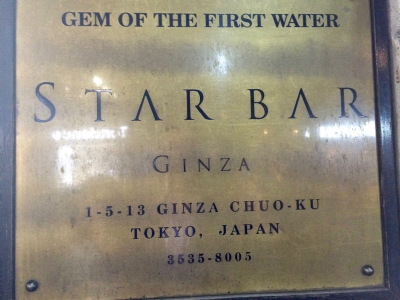 GEM OF THE FIRST WATER
STAR BAR
GINZA
1-5-13 GINZA CHUO-KU
TOKYO, JAPAN
3535-8005